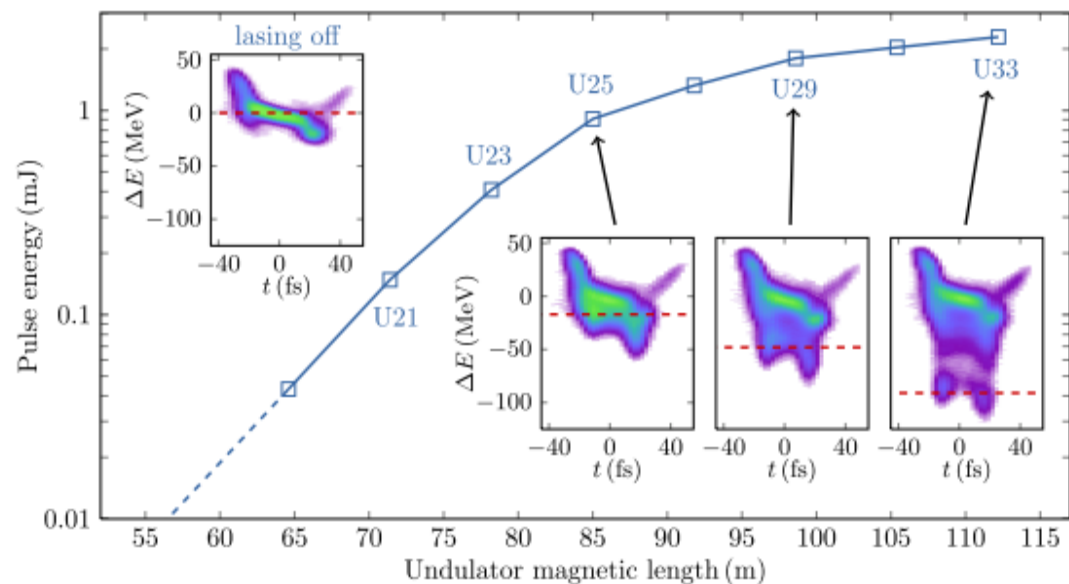 lasing off
50
0
−50
−100
ΔE (MeV)
−40 0 40
t (fs)
U21
U23
U25
U29
U33
50
0
−50
−100
ΔE (MeV)
−40 0 40
t (fs)
−40 0 40
t (fs)
−40 0 40
t (fs)
1
0.1
0.01
Pulse energy (mJ)
55 60 65 70 75 80 85 90 95 100 105 110 115
Undulator magnetic length (m)